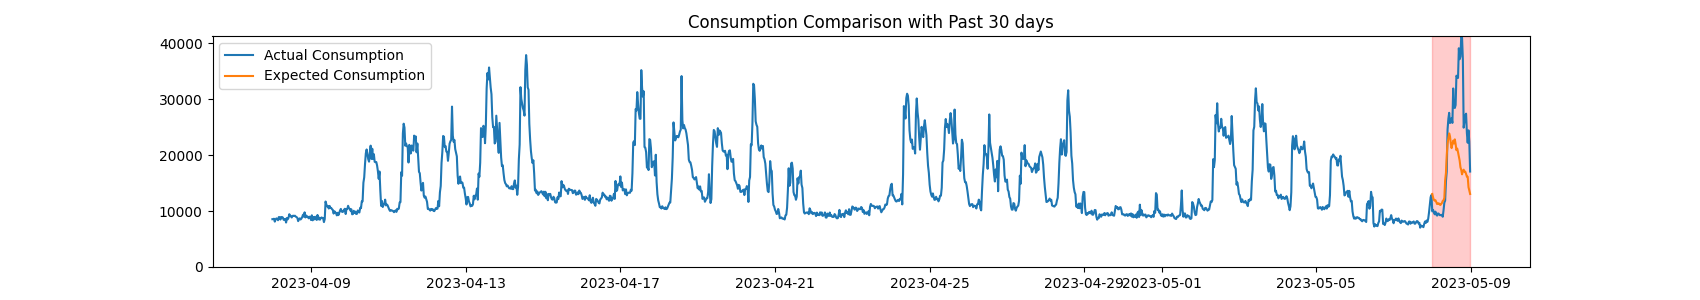 Consumption Comparison with Past 30 days
40000
30000
20000
10000
0
Actual Consumption
Expected Consumption
2023-04-09 2023-04-13 2023-04-17 2023-04-21 2023-04-25 2023-04-29 2023-05-01 2023-05-05 2023-05-09